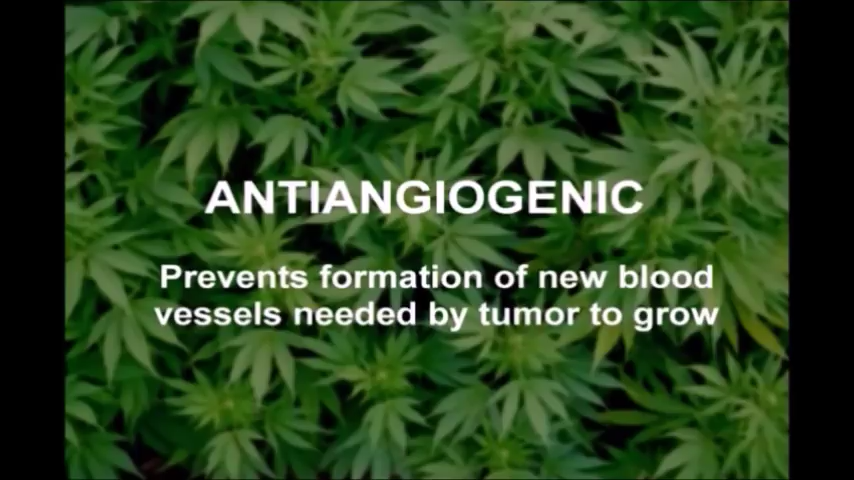 ANTIANGIOGENIC
Prevents formation of new blood
vessels needed by tumor to grow